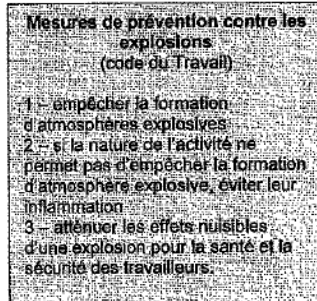 Mesures de prévention contre les
explosions
(code du Travail)
1 – empêcher la formation
d'atmosphères explosives
2 – si la nature de l'activité ne
permet pas d'empêcher la formation
d'atmosphère explosive, éviter leur
inflammation
3 – atténuer les effets nuisibles
d'une explosion pour la santé et la
sécurité des travailleurs.